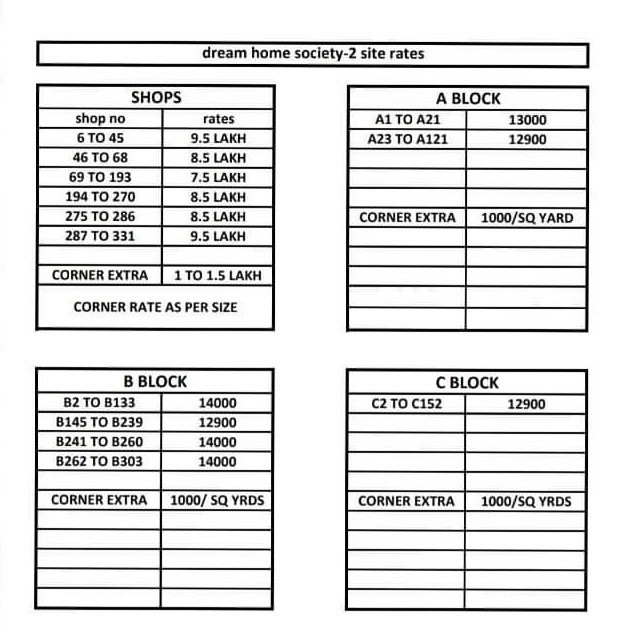 dream home society-2 site rates
SHOPS
shop no rates
6 TO 45 9.5 LAKH
46 TO 68 8.5 LAKH
69 TO 193 7.5 LAKH
194 TO 270 8.5 LAKH
275 TO 286 8.5 LAKH
287 TO 331 9.5 LAKH
CORNER EXTRA 1 TO 1.5 LAKH
CORNER RATE AS PER SIZE
A BLOCK
A1 TO A21 13000
A23 TO A121 12900
CORNER EXTRA 1000/SQ YARD
B BLOCK
B2 TO B133 14000
B145 TO B239 12900
B241 TO B260 14000
B262 TO B303 14000
CORNER EXTRA 1000/ SQ YRDS
C BLOCK
C2 TO C152 12900
CORNER EXTRA 1000/SQ YRDS